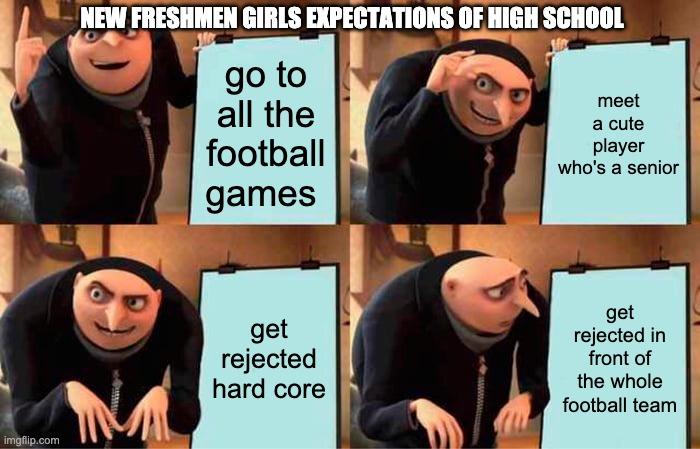 NEW FRESHMEN GIRLS EXPECTATIONS OF HIGH SCHOOL
go to
all the
football
games
meet
a cute
player
who's a senior
get
rejected
hard core
get
rejected in
front of
the whole
football team
imgflip.com